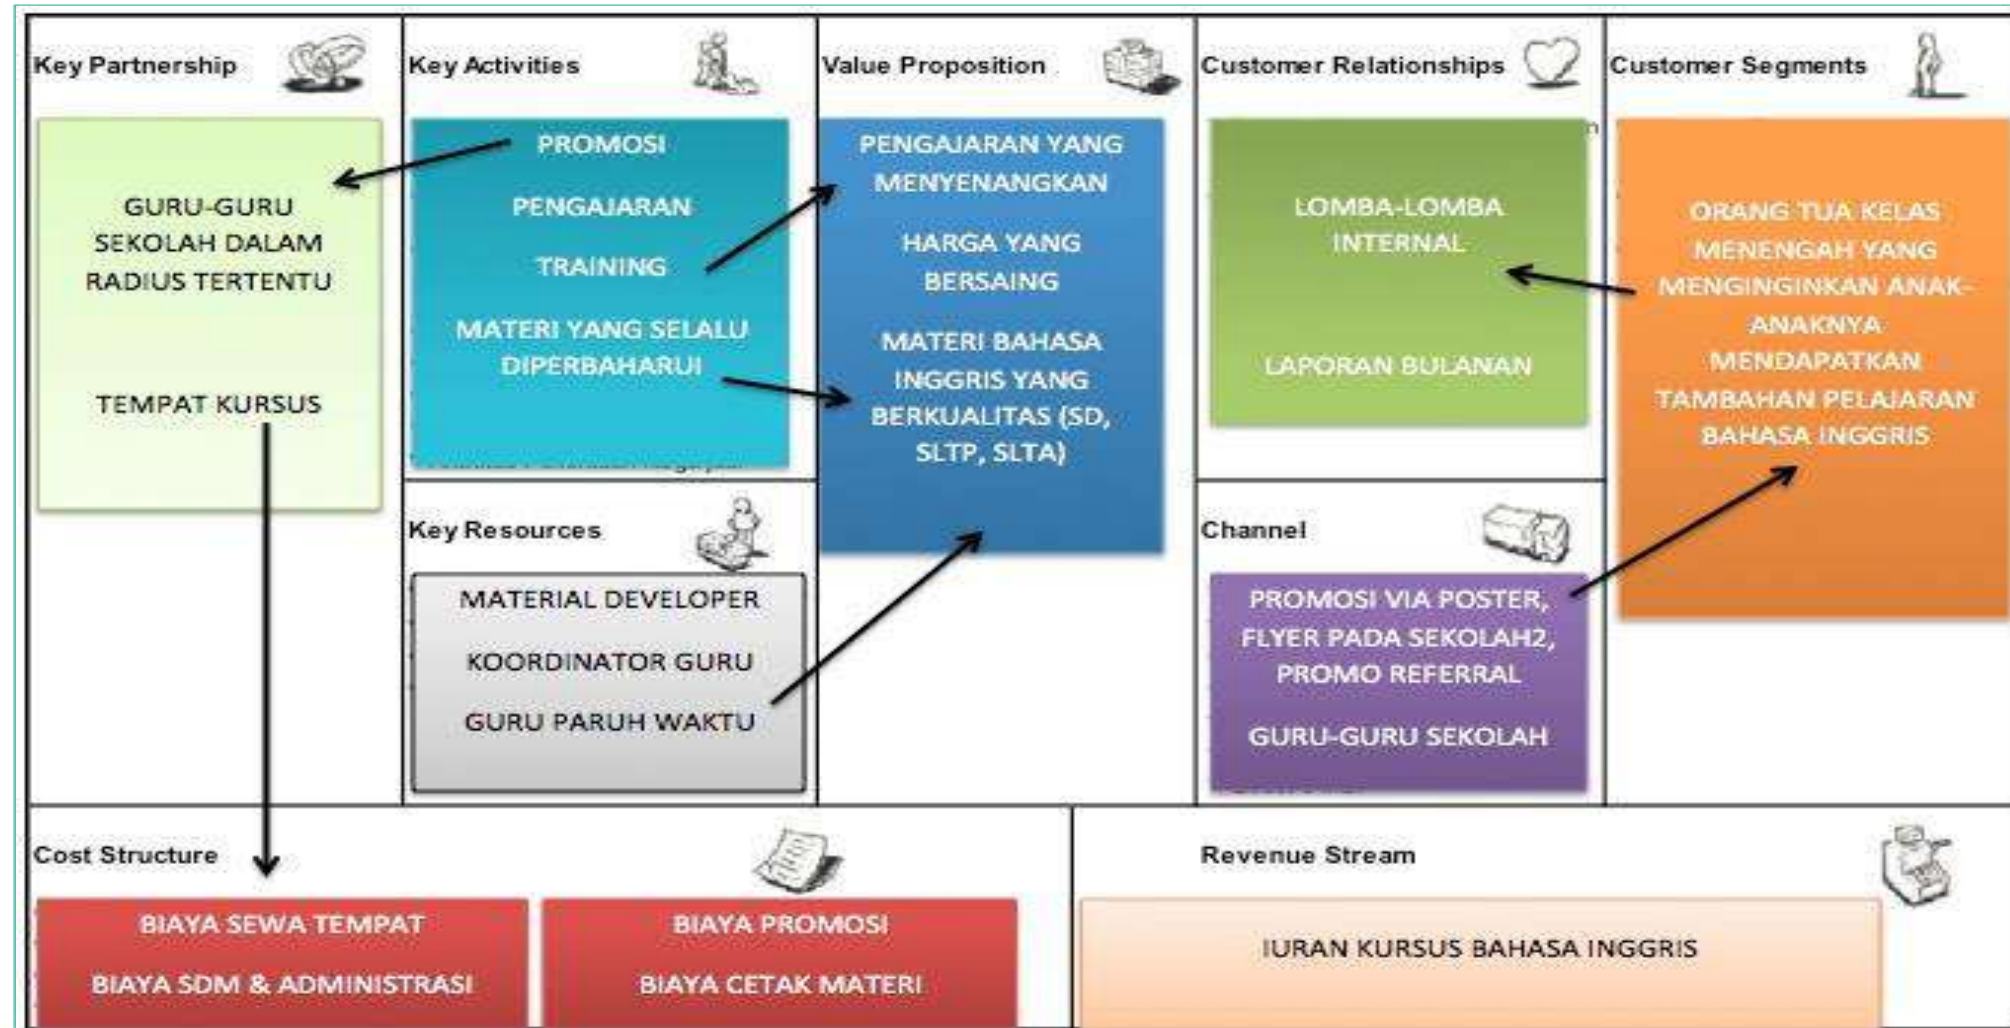 Key Partnership
GURU-GURU
SEKOLAH DALAM
RADIUS TERTENTU
TEMPAT KURSUS
Key Activities
PROMOSI
PENGAJARAN
TRAINING
MATERI YANG SELALU
DIPERBAHARUI
Key Resources
MATERIAL DEVELOPER
KOORDINATOR GURU
GURU PARUH WAKTU
Value Proposition
PENGAJARAN YANG
MENYENANGKAN
HARGA YANG
BERSAING
MATERI BAHASA
INGGRIS YANG
BERKUALITAS (SD,
SLTP, SLTA)
Customer Relationships
LOMBA-LOMBA
INTERNAL
LAPORAN BULANAN
Channel
PROMOSI VIA POSTER,
FLYER PADA SEKOLAH2,
PROMO REFERRAL
GURU-GURU SEKOLAH
Customer Segments
ORANG TUA KELAS
MENENGAH YANG
MENGINGINKAN ANAK-
ANAKNYA
MENDAPATKAN
TAMBAHAN PELAJARAN
BAHASA INGGRIS
Cost Structure
BIAYA SEWA TEMPAT
BIAYA SDM & ADMINISTRASI
BIAYA PROMOSI
BIAYA CETAK MATERI
Revenue Stream
IURAN KURSUS BAHASA INGGRIS